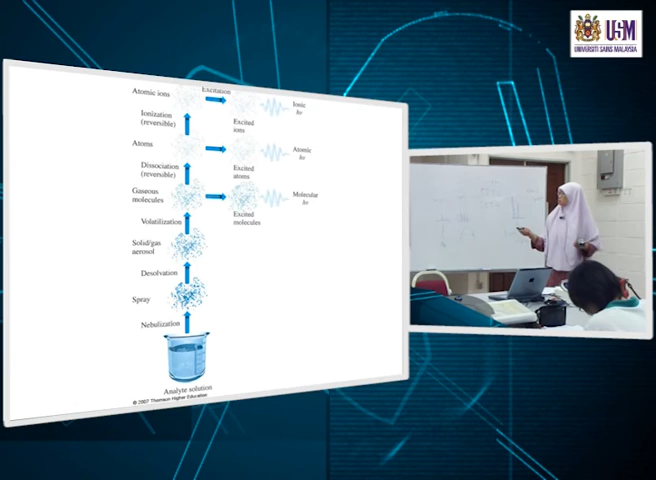 USM
UNIVERSITI SAINS MALAYSIA
Excitation
Atomic ions
Ionic
hν
Ionization
(reversible)
Excited
ions
Atoms
Atomic
hν
Dissociation
(reversible)
Excited
atoms
Gaseous
molecules
Molecular
hν
Excited
molecules
Volatilization
Solid/gas
aerosol
Desolvation
Spray
Nebulization
Analyte solution
© 2007 Thomson Higher Education